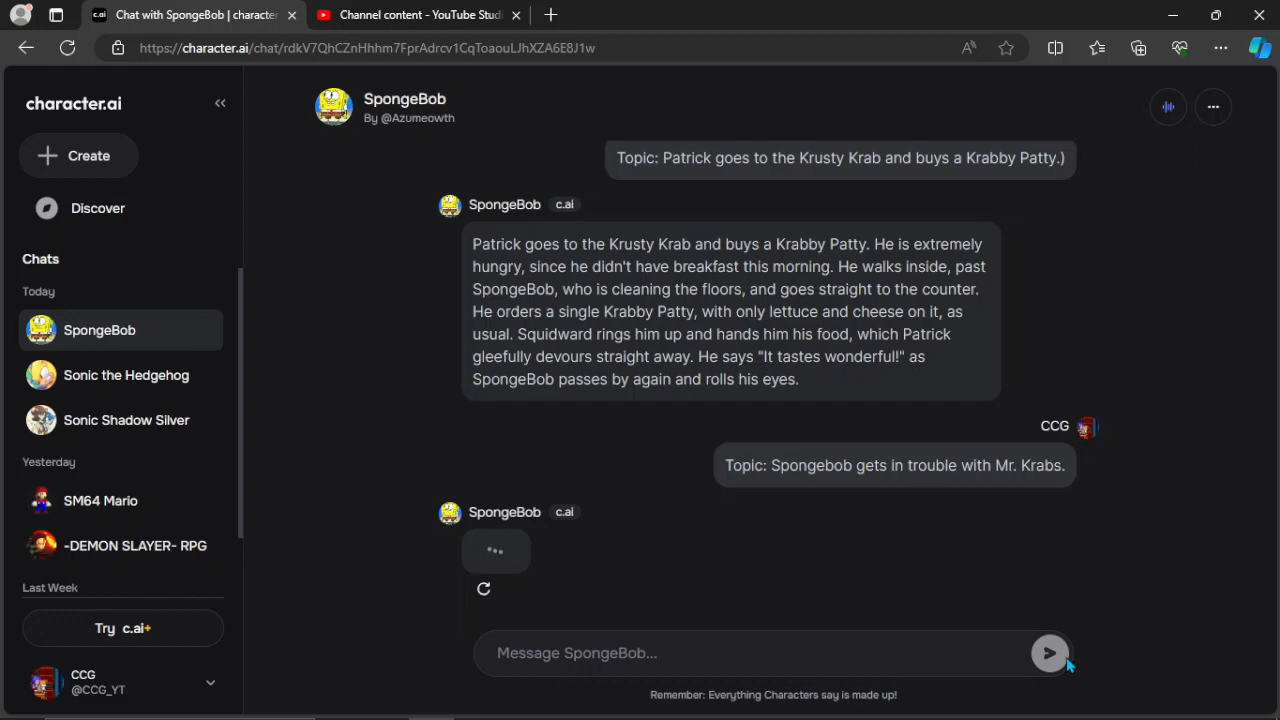 Chat with SpongeBob | character
Channel content - YouTube Studi
https://character.ai/chat/rdkV7QhCZnHhhm7FprAdrcv1CqToaouLJhXZA6E8J1w
character.ai
SpongeBob
By @Azumeowth
Create
Discover
Chats
Today
SpongeBob
Sonic the Hedgehog
Sonic Shadow Silver
Yesterday
SM64 Mario
-DEMON SLAYER- RPG
Last Week
Try c.ai+
CCG
@CCG_YT
Topic: Patrick goes to the Krusty Krab and buys a Krabby Patty.)
SpongeBob c.ai
Patrick goes to the Krusty Krab and buys a Krabby Patty. He is extremely
hungry, since he didn't have breakfast this morning. He walks inside, past
SpongeBob, who is cleaning the floors, and goes straight to the counter.
He orders a single Krabby Patty, with only lettuce and cheese on it, as
usual. Squidward rings him up and hands him his food, which Patrick
gleefully devours straight away. He says "It tastes wonderful!" as
SpongeBob passes by again and rolls his eyes.
CCG
Topic: Spongebob gets in trouble with Mr. Krabs.
SpongeBob c.ai
Message SpongeBob...
Remember: Everything Characters say is made up!